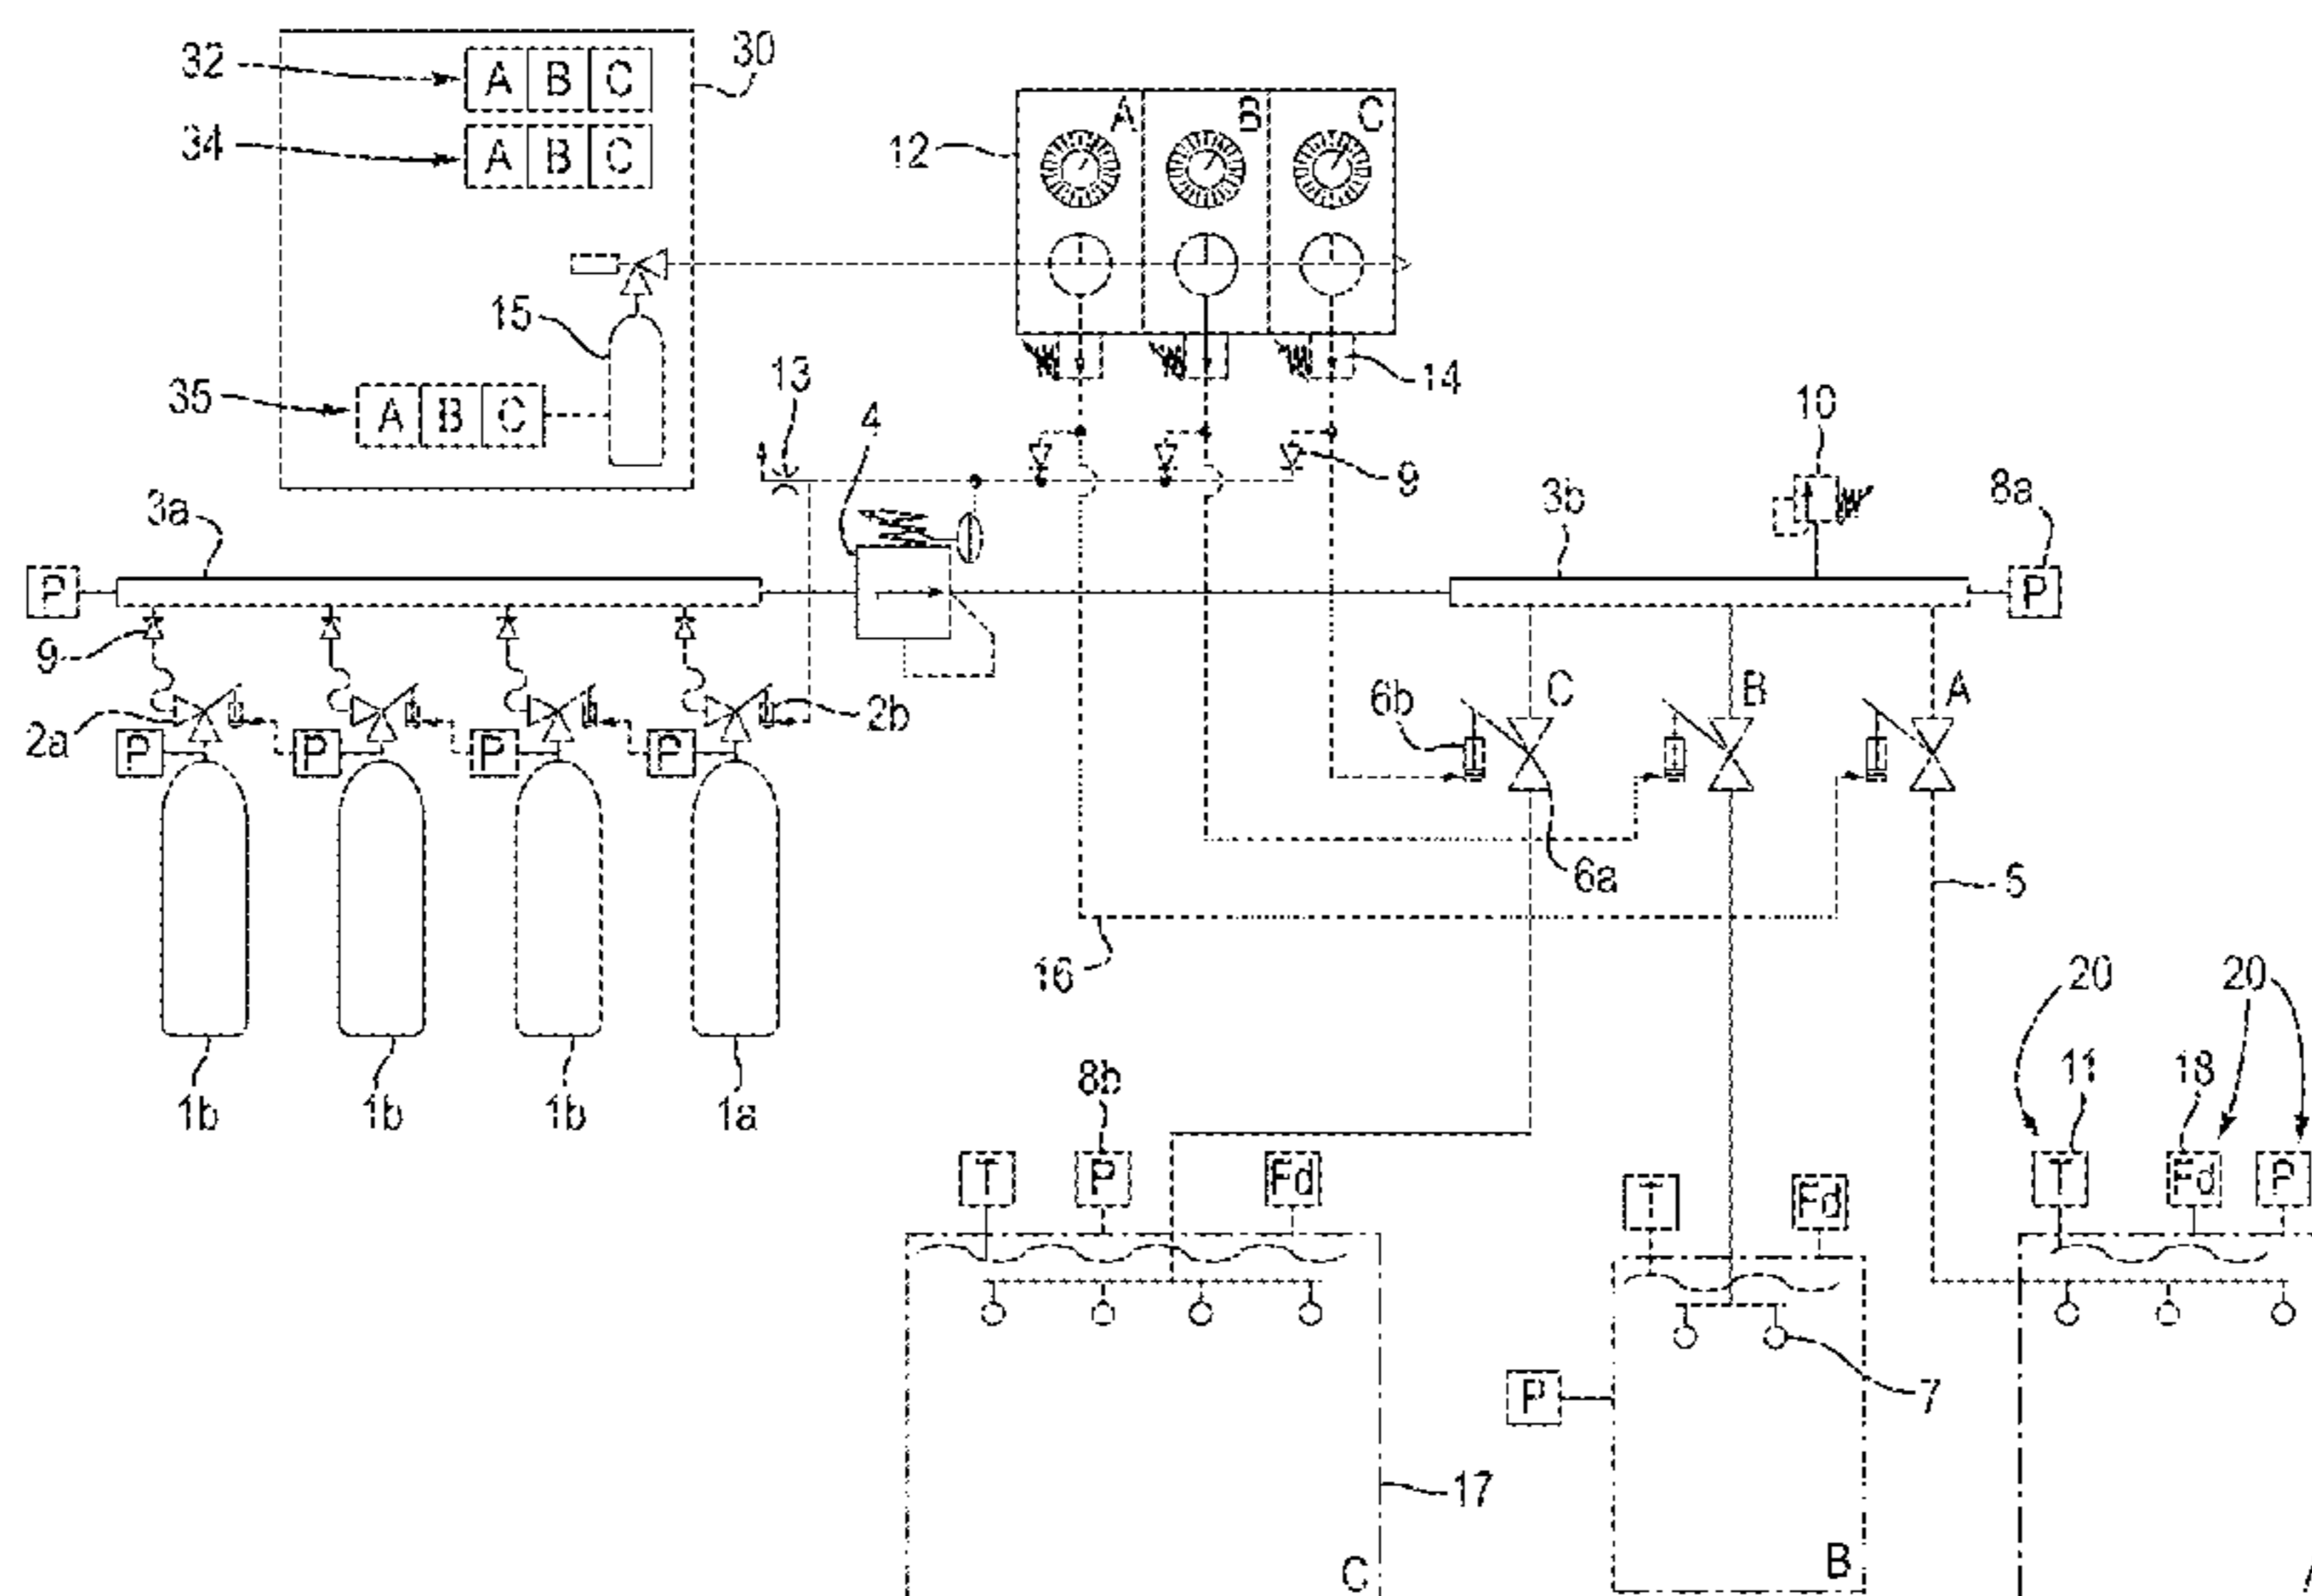 32 A B C 30
34 A B C
12 A B C
15
35 A B C
13
4
14
9
10
3a
3b
8a
P
P
9
2a
2b
P P P P
6b
C B A
6a
5
16
20 20
1b 1b 1b 1a
8b
11 18
T P Fd
T Fd
T Fd P
7
P
17
C
B